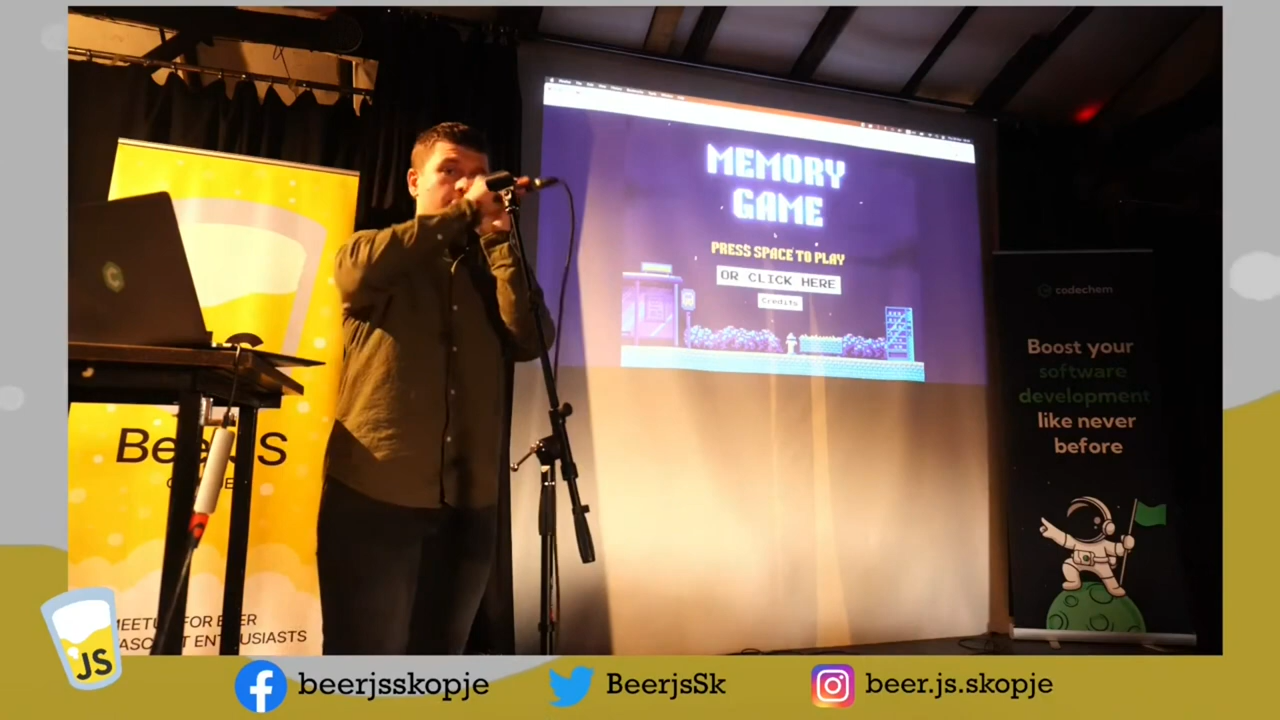 MEMORY
GAME
PRESS SPACE TO PLAY
OR CLICK HERE
Credits
codechem
Boost your
software
development
like never
before
JS
beerjsskopje
BeerjsSk
beer.js.skopje